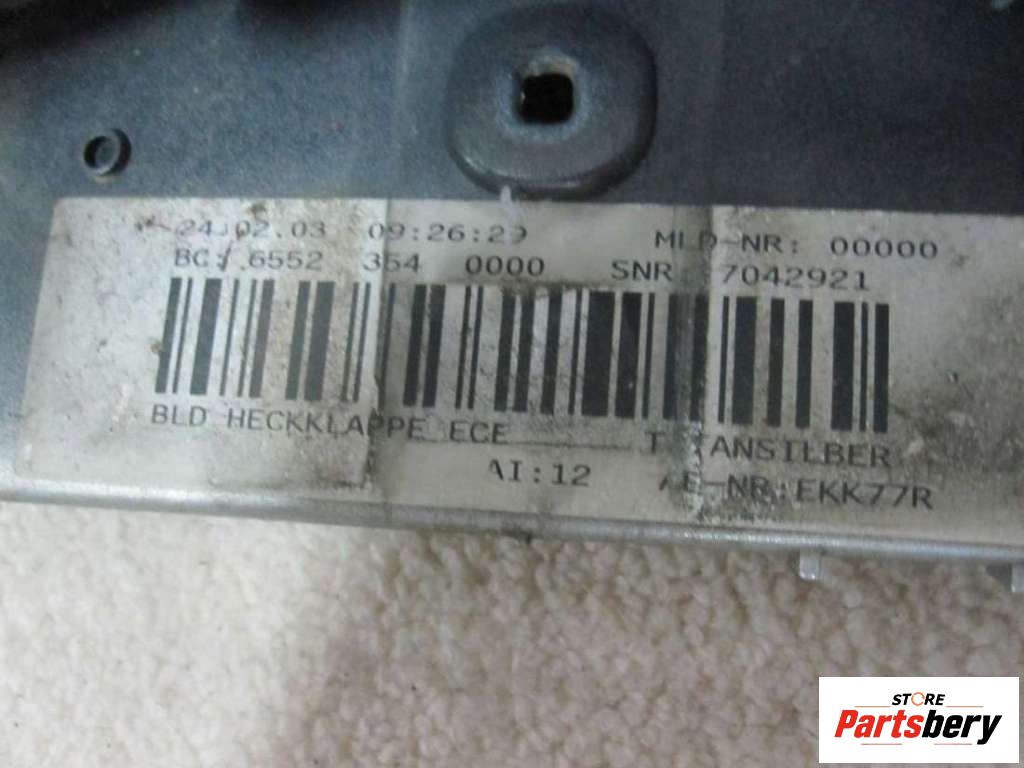 24.02.03 09:26:29 MLD-NR: 00000
BC: 6552 354 0000 SNR 7042921
BLD HECKKLAPPE ECE
AI:12 -NR:EKK77R
STORE
Partsbery